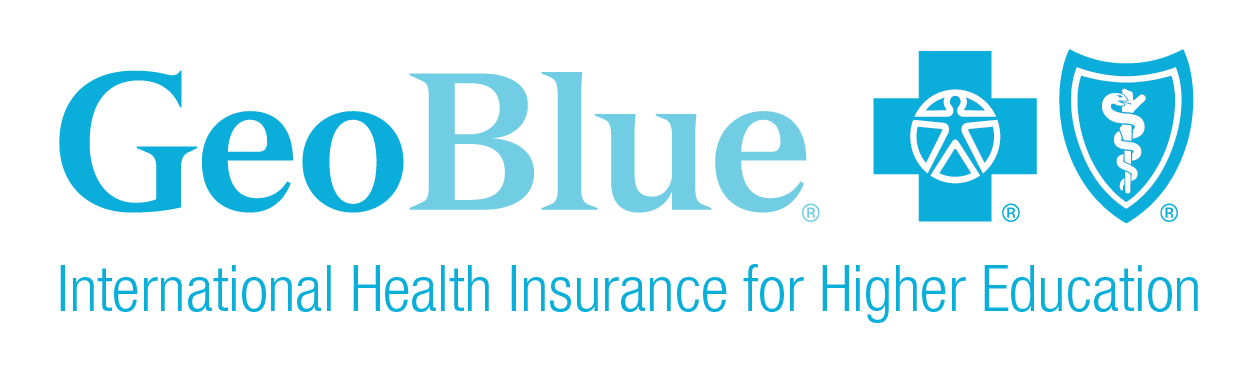 GeoBlue® ® ®
International Health Insurance for Higher Education